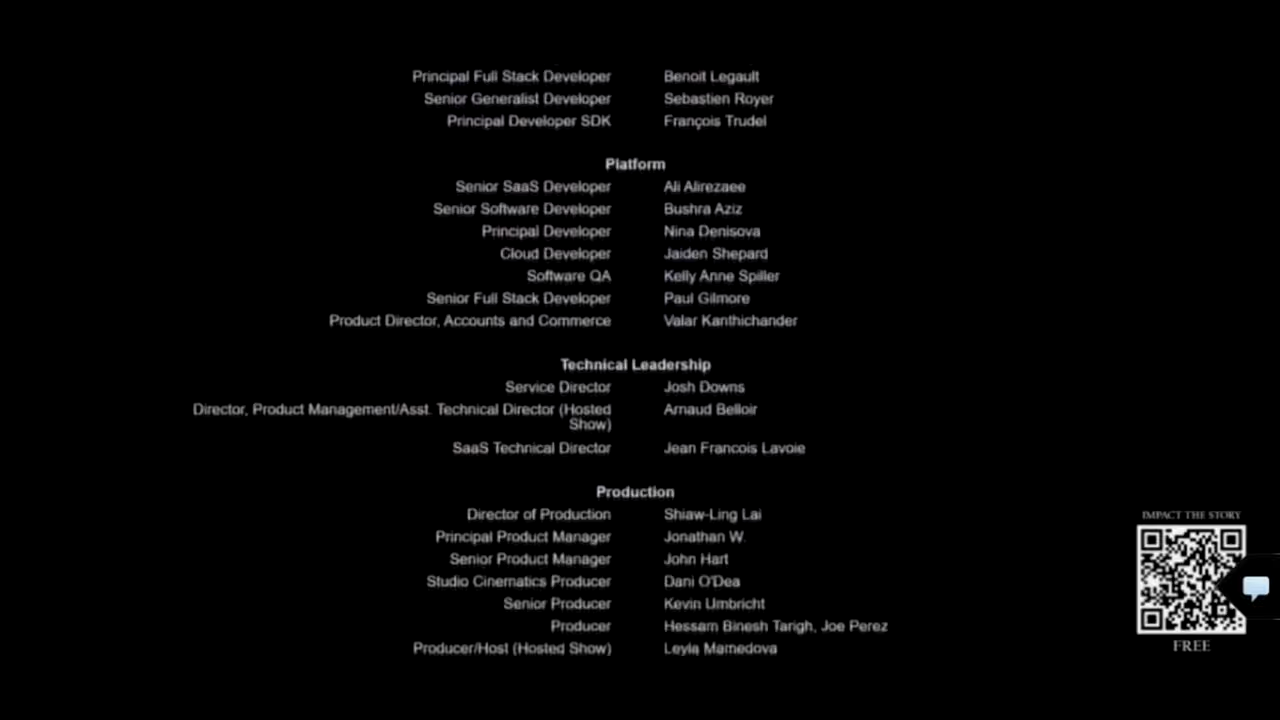 Principal Full Stack Developer Benoit Legault
Senior Generalist Developer Sebastien Royer
Principal Developer SDK François Trudel
Platform
Senior SaaS Developer Ali Alirezaee
Senior Software Developer Bushra Aziz
Principal Developer Nina Denisova
Cloud Developer Jaiden Shepard
Software QA Kelly Anne Spiller
Senior Full Stack Developer Paul Gilmore
Product Director, Accounts and Commerce Valar Kanthichander
Technical Leadership
Service Director Josh Downs
Director, Product Management/Asst. Technical Director (Hosted Arnaud Belloir
Show)
SaaS Technical Director Jean Francois Lavoie
Production
Director of Production Shiaw-Ling Lai
Principal Product Manager Jonathan W.
Senior Product Manager John Hart
Studio Cinematics Producer Dani O'Dea
Senior Producer Kevin Umbricht
Producer Hessam Binesh Tarigh, Joe Perez
Producer/Host (Hosted Show) Leyla Mamedova
IMPACT THE STORY
FREE